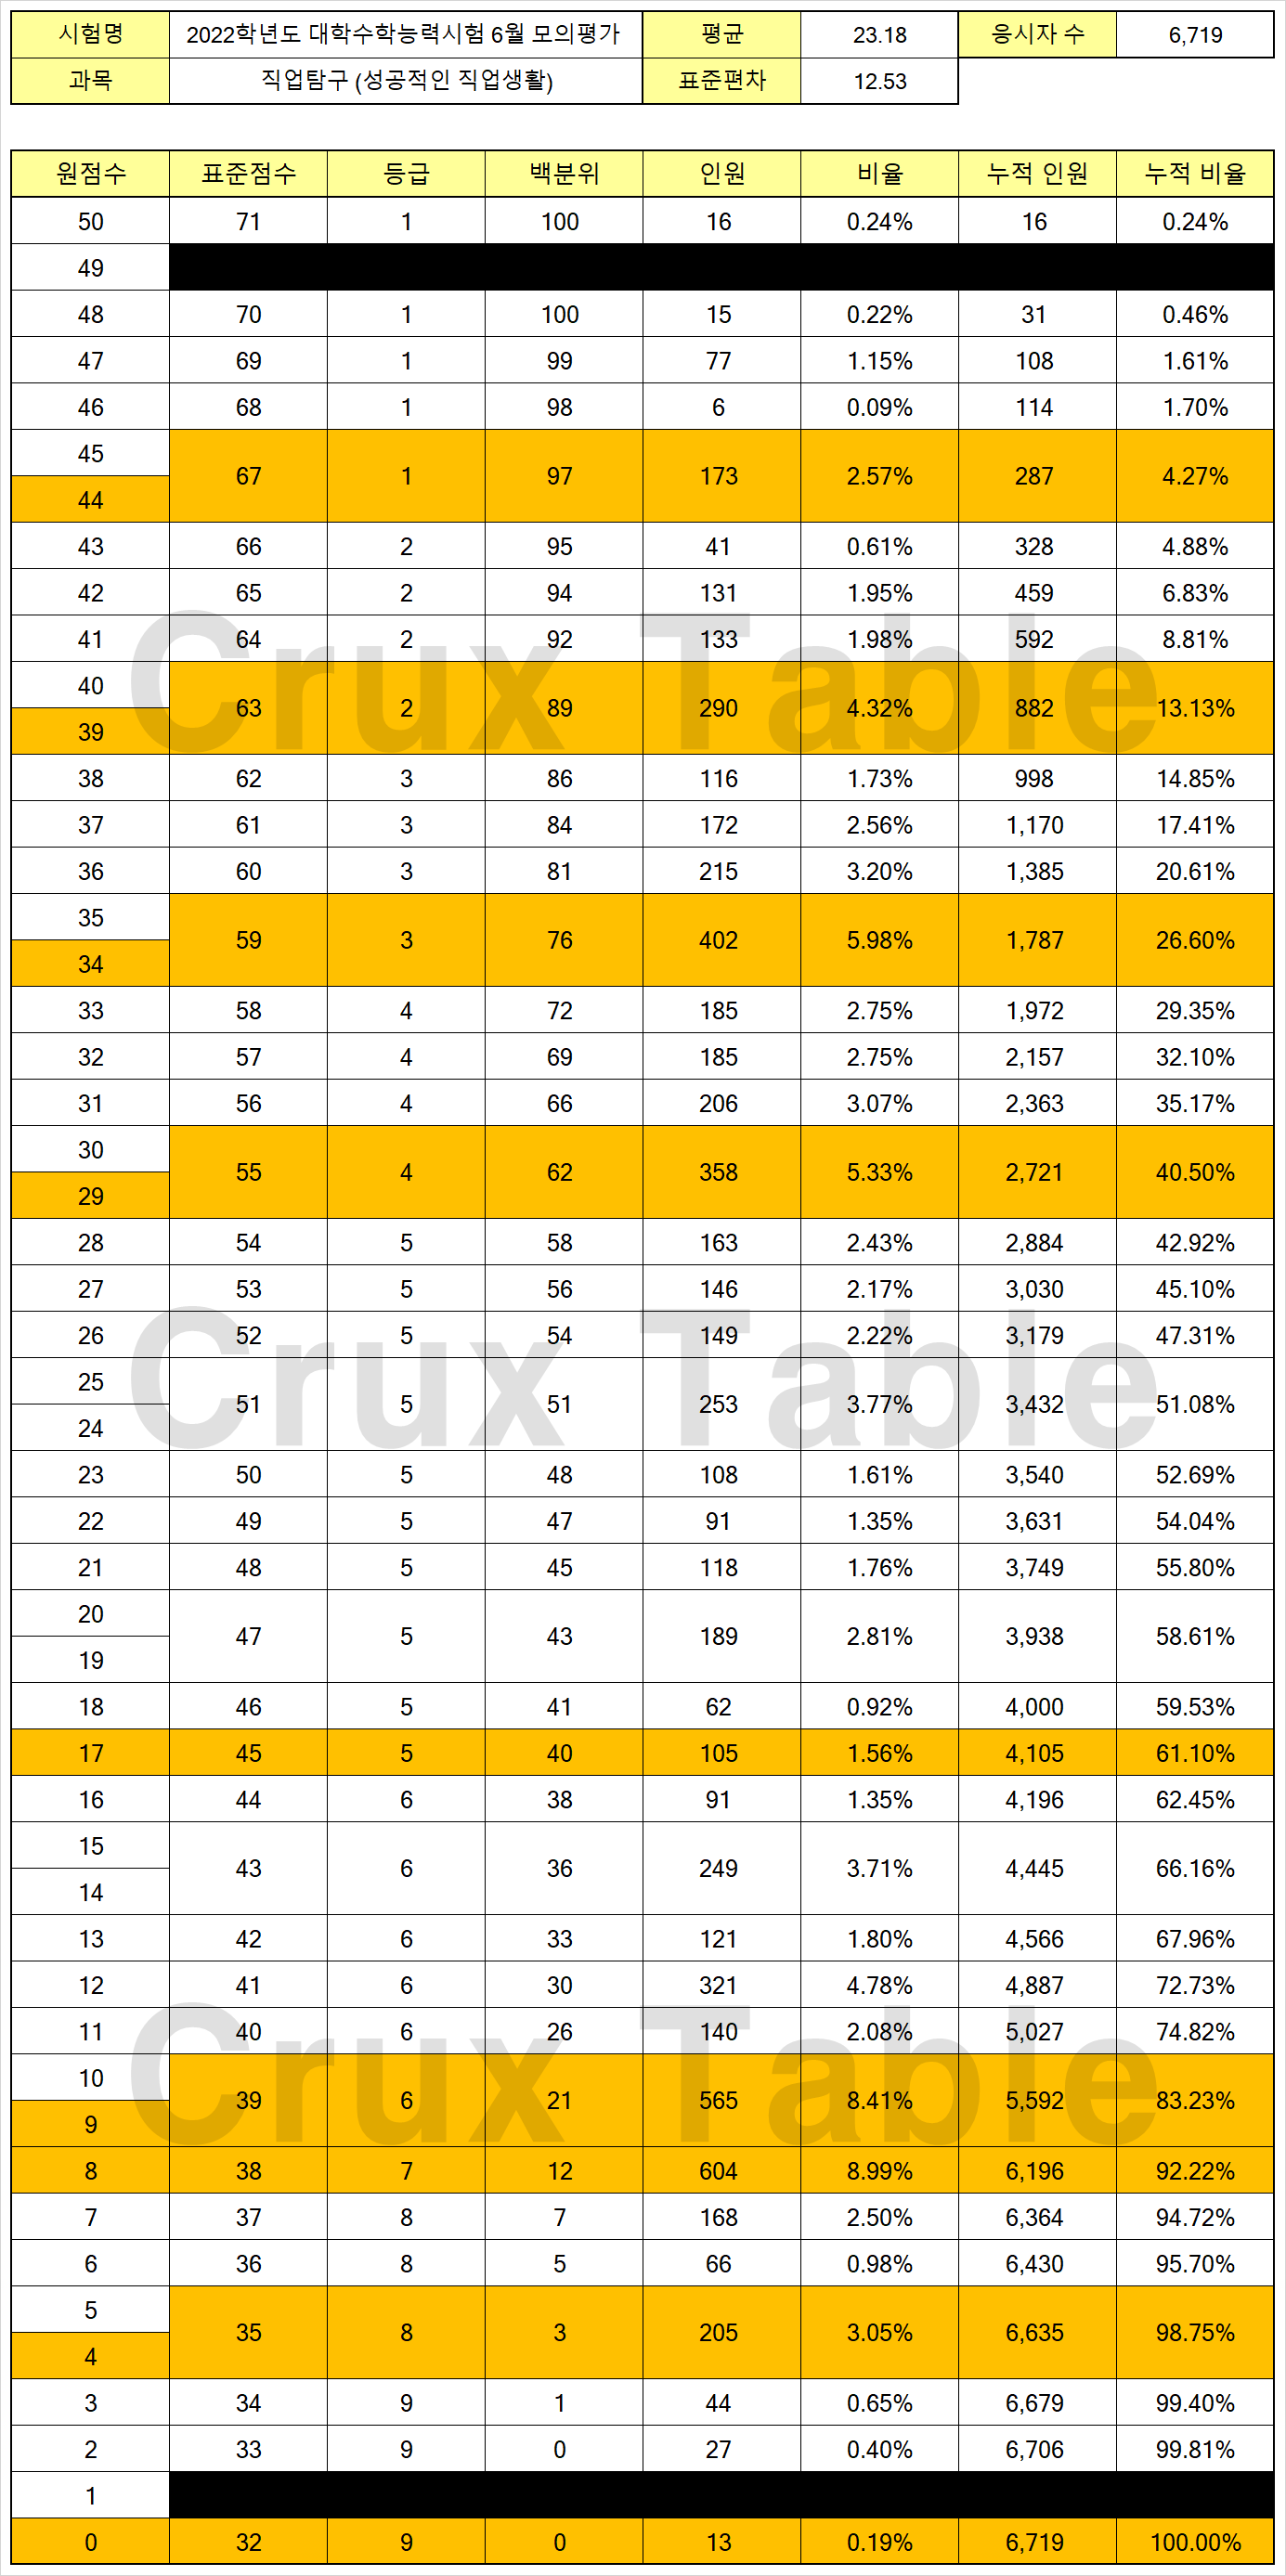 시험명 2022학년도 대학수학능력시험 6월 모의평가 평균 23.18 응시자 수 6,719
과목 직업탐구 (성공적인 직업생활) 표준편차 12.53
원점수 표준점수 등급 백분위 인원 비율 누적 인원 누적 비율
50 71 1 100 16 0.24% 16 0.24%
49
48 70 1 100 15 0.22% 31 0.46%
47 69 1 99 77 1.15% 108 1.61%
46 68 1 98 6 0.09% 114 1.70%
45
67 1 97 173 2.57% 287 4.27%
44
43 66 2 95 41 0.61% 328 4.88%
42 65 2 94 131 1.95% 459 6.83%
41 64 2 92 133 1.98% 592 8.81%
Crux Table
40
63 2 89 290 4.32% 882 13.13%
39
38 62 3 86 116 1.73% 998 14.85%
37 61 3 84 172 2.56% 1,170 17.41%
36 60 3 81 215 3.20% 1,385 20.61%
35
59 3 76 402 5.98% 1,787 26.60%
34
33 58 4 72 185 2.75% 1,972 29.35%
32 57 4 69 185 2.75% 2,157 32.10%
31 56 4 66 206 3.07% 2,363 35.17%
30
55 4 62 358 5.33% 2,721 40.50%
29
28 54 5 58 163 2.43% 2,884 42.92%
27 53 5 56 146 2.17% 3,030 45.10%
26 52 5 54 149 2.22% 3,179 47.31%
Crux Table
25
51 5 51 253 3.77% 3,432 51.08%
24
23 50 5 48 108 1.61% 3,540 52.69%
22 49 5 47 91 1.35% 3,631 54.04%
21 48 5 45 118 1.76% 3,749 55.80%
20
47 5 43 189 2.81% 3,938 58.61%
19
18 46 5 41 62 0.92% 4,000 59.53%
17 45 5 40 105 1.56% 4,105 61.10%
16 44 6 38 91 1.35% 4,196 62.45%
15
43 6 36 249 3.71% 4,445 66.16%
14
13 42 6 33 121 1.80% 4,566 67.96%
12 41 6 30 321 4.78% 4,887 72.73%
11 40 6 26 140 2.08% 5,027 74.82%
Crux Table
10
39 6 21 565 8.41% 5,592 83.23%
9
8 38 7 12 604 8.99% 6,196 92.22%
7 37 8 7 168 2.50% 6,364 94.72%
6 36 8 5 66 0.98% 6,430 95.70%
5
35 8 3 205 3.05% 6,635 98.75%
4
3 34 9 1 44 0.65% 6,679 99.40%
2 33 9 0 27 0.40% 6,706 99.81%
1
0 32 9 0 13 0.19% 6,719 100.00%